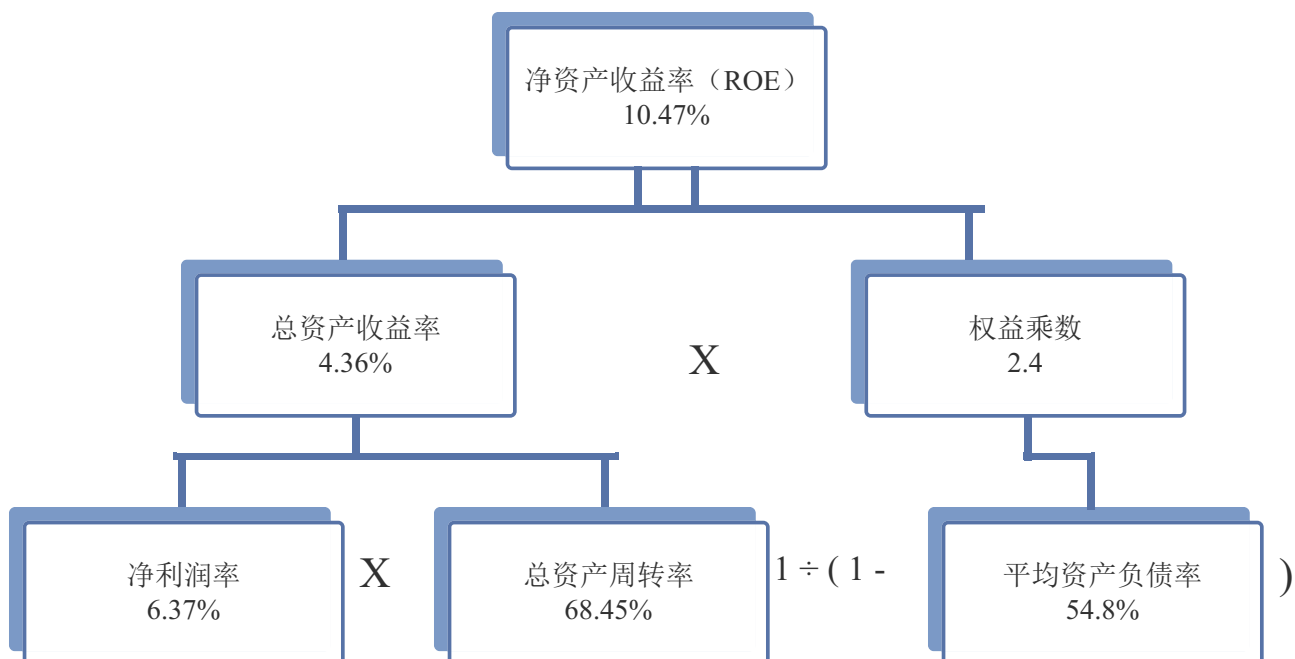 净资产收益率（ROE）
10.47%
总资产收益率
4.36%
X
权益乘数
2.4
净利润率
6.37%
X
总资产周转率
68.45%
1 ÷ ( 1 -
平均资产负债率
54.8%
)